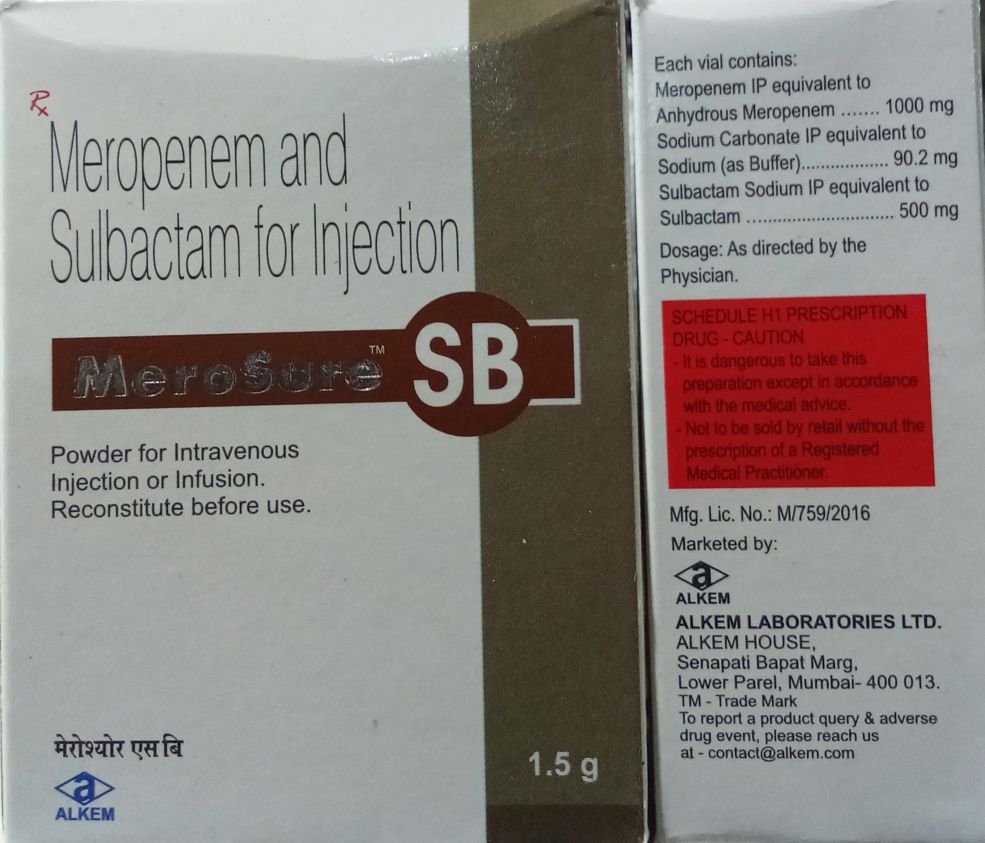 Rx
Meropenem and
Sulbactam for Injection
MeroSure™ SB
Powder for Intravenous
Injection or Infusion.
Reconstitute before use.
मेरोश्योर एस बि
a
ALKEM
1.5 g
Each vial contains:
Meropenem IP equivalent to
Anhydrous Meropenem ....... 1000 mg
Sodium Carbonate IP equivalent to
Sodium (as Buffer).................. 90.2 mg
Sulbactam Sodium IP equivalent to
Sulbactam ............................. 500 mg
Dosage: As directed by the
Physician.
SCHEDULE H1 PRESCRIPTION
DRUG - CAUTION
- It is dangerous to take this
preparation except in accordance
with the medical advice.
- Not to be sold by retail without the
prescription of a Registered
Medical Practitioner.
Mfg. Lic. No.: M/759/2016
Marketed by:
a
ALKEM
ALKEM LABORATORIES LTD.
ALKEM HOUSE,
Senapati Bapat Marg,
Lower Parel, Mumbai- 400 013.
TM - Trade Mark
To report a product query & adverse
drug event, please reach us
at - contact@alkem.com